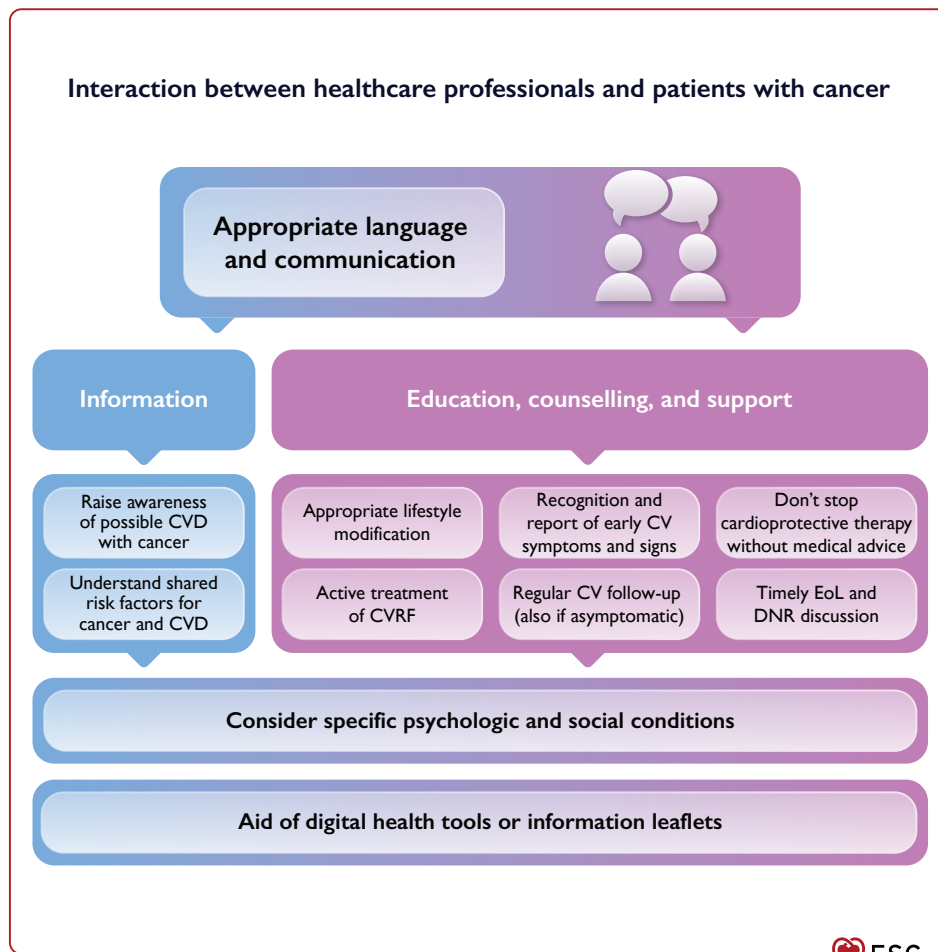 Interaction between healthcare professionals and patients with cancer
Appropriate language
and communication
Information
Education, counselling, and support
Raise awareness
of possible CVD
with cancer
Understand shared
risk factors for
cancer and CVD
Appropriate lifestyle
modification
Recognition and
report of early CV
symptoms and signs
Don’t stop
cardioprotective therapy
without medical advice
Active treatment
of CVRF
Regular CV follow-up
(also if asymptomatic)
Timely EoL and
DNR discussion
Consider specific psychologic and social conditions
Aid of digital health tools or information leaflets
ESC